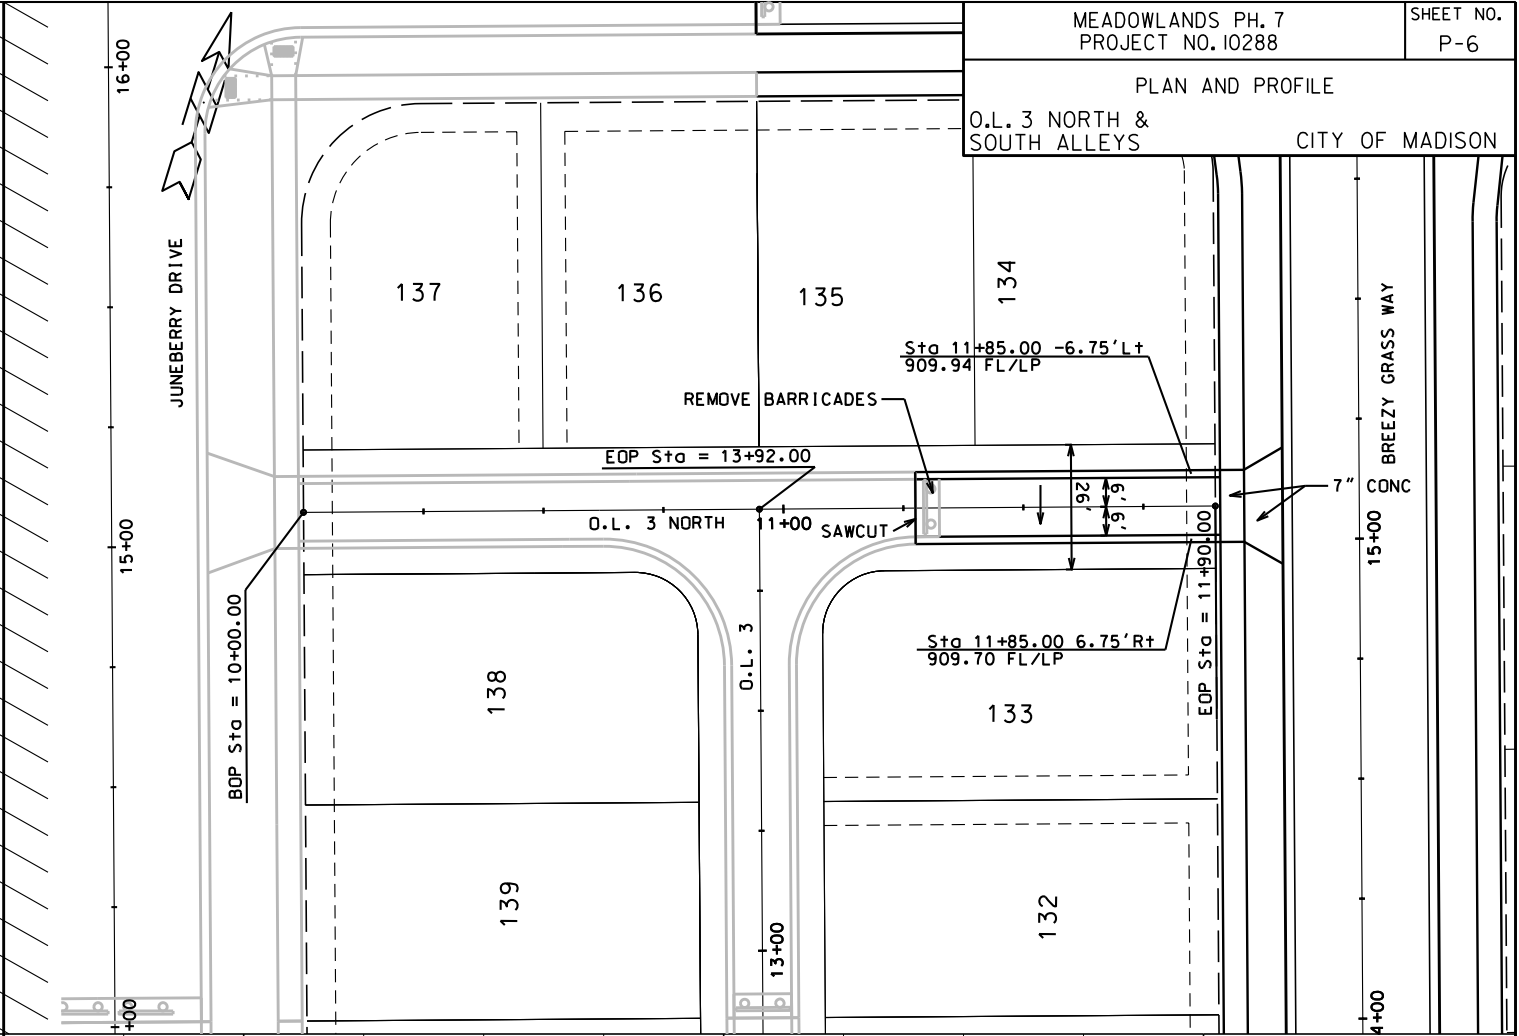 MEADOWLANDS PH. 7
PROJECT NO. 10288
SHEET NO.
P-6
PLAN AND PROFILE
O.L. 3 NORTH &
SOUTH ALLEYS
CITY OF MADISON
16+00
JUNEBERRY DRIVE
137
136
135
134
Sta 11+85.00 -6.75'Lt
909.94 FL/LP
REMOVE BARRICADES
BREEZY GRASS WAY
EOP Sta = 13+92.00
26'
6'
6'
7" CONC
O.L. 3 NORTH
11+00
SAWCUT
15+00
15+00
BOP Sta = 10+00.00
O.L. 3
Sta 11+85.00 6.75'Rt
909.70 FL/LP
EOP Sta = 11+90.00
138
133
139
132
13+00
+00
4+00